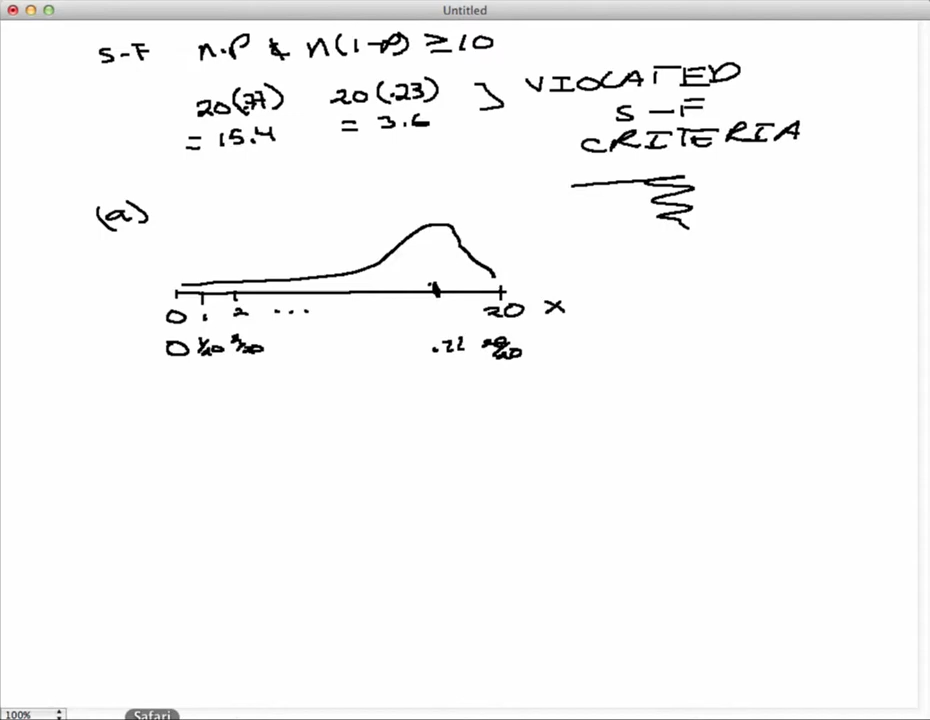 Untitled
S-F n.P & n(1-P) ≥10
20(.77) 20(.23) } VIOLATED
= 15.4 = 3.6 S-F
CRITERIA
(a)
0 1 2 ... 20 X
0 1/20 2/20 20/20
100%
Safari